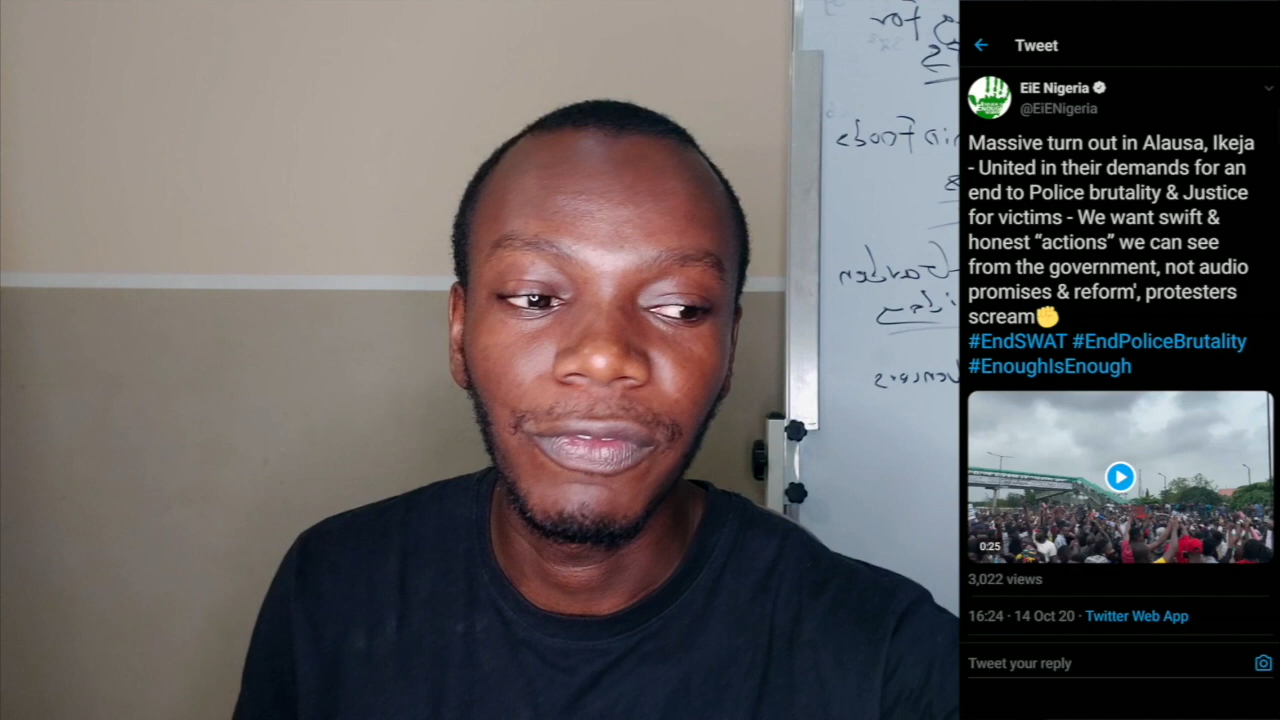 Tweet
EiE Nigeria
@EiENigeria
Massive turn out in Alausa, Ikeja
- United in their demands for an
end to Police brutality & Justice
for victims - We want swift &
honest “actions” we can see
from the government, not audio
promises & reform', protesters
scream✊
#EndSWAT #EndPoliceBrutality
#EnoughIsEnough
0:25
3,022 views
16:24 · 14 Oct 20 · Twitter Web App
Tweet your reply